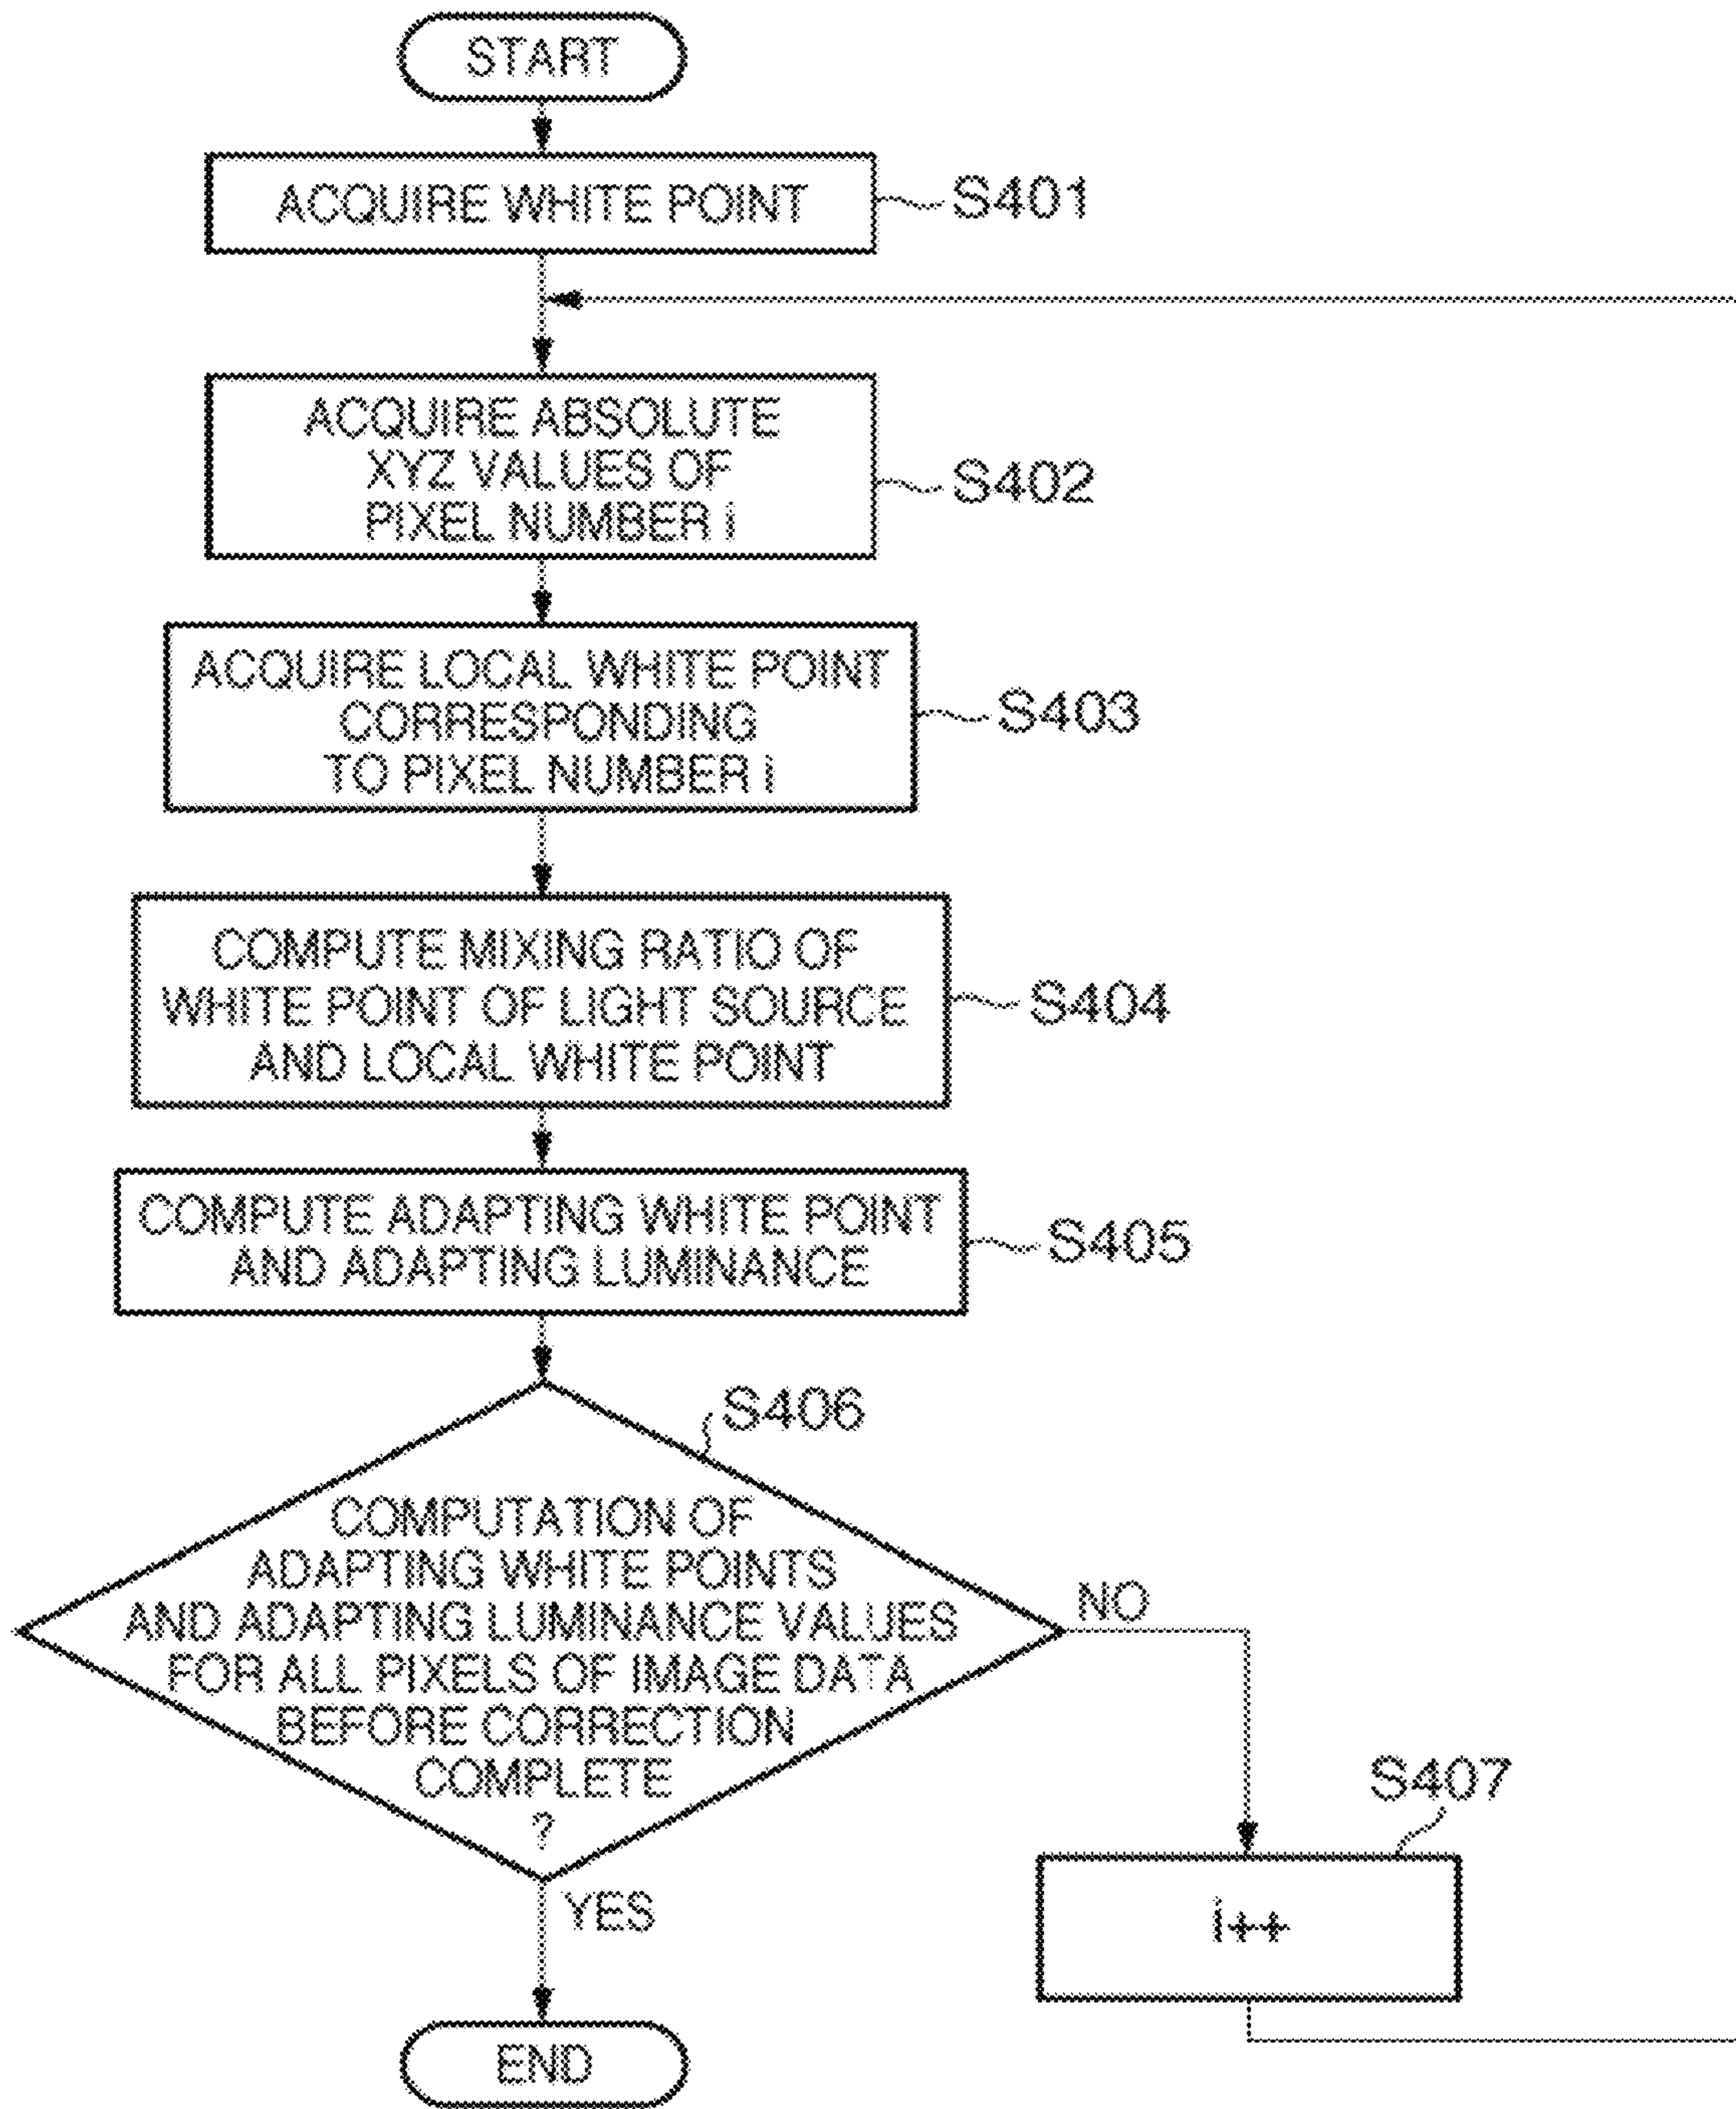 START
ACQUIRE WHITE POINT
S401
ACQUIRE ABSOLUTE
XYZ VALUES OF
PIXEL NUMBER i
S402
ACQUIRE LOCAL WHITE POINT
CORRESPONDING
TO PIXEL NUMBER i
S403
COMPUTE MIXING RATIO OF
WHITE POINT OF LIGHT SOURCE
AND LOCAL WHITE POINT
S404
COMPUTE ADAPTING WHITE POINT
AND ADAPTING LUMINANCE
S405
S406
COMPUTATION OF
ADAPTING WHITE POINTS
AND ADAPTING LUMINANCE VALUES
FOR ALL PIXELS OF IMAGE DATA
BEFORE CORRECTION
COMPLETE
?
NO
YES
S407
i++
END